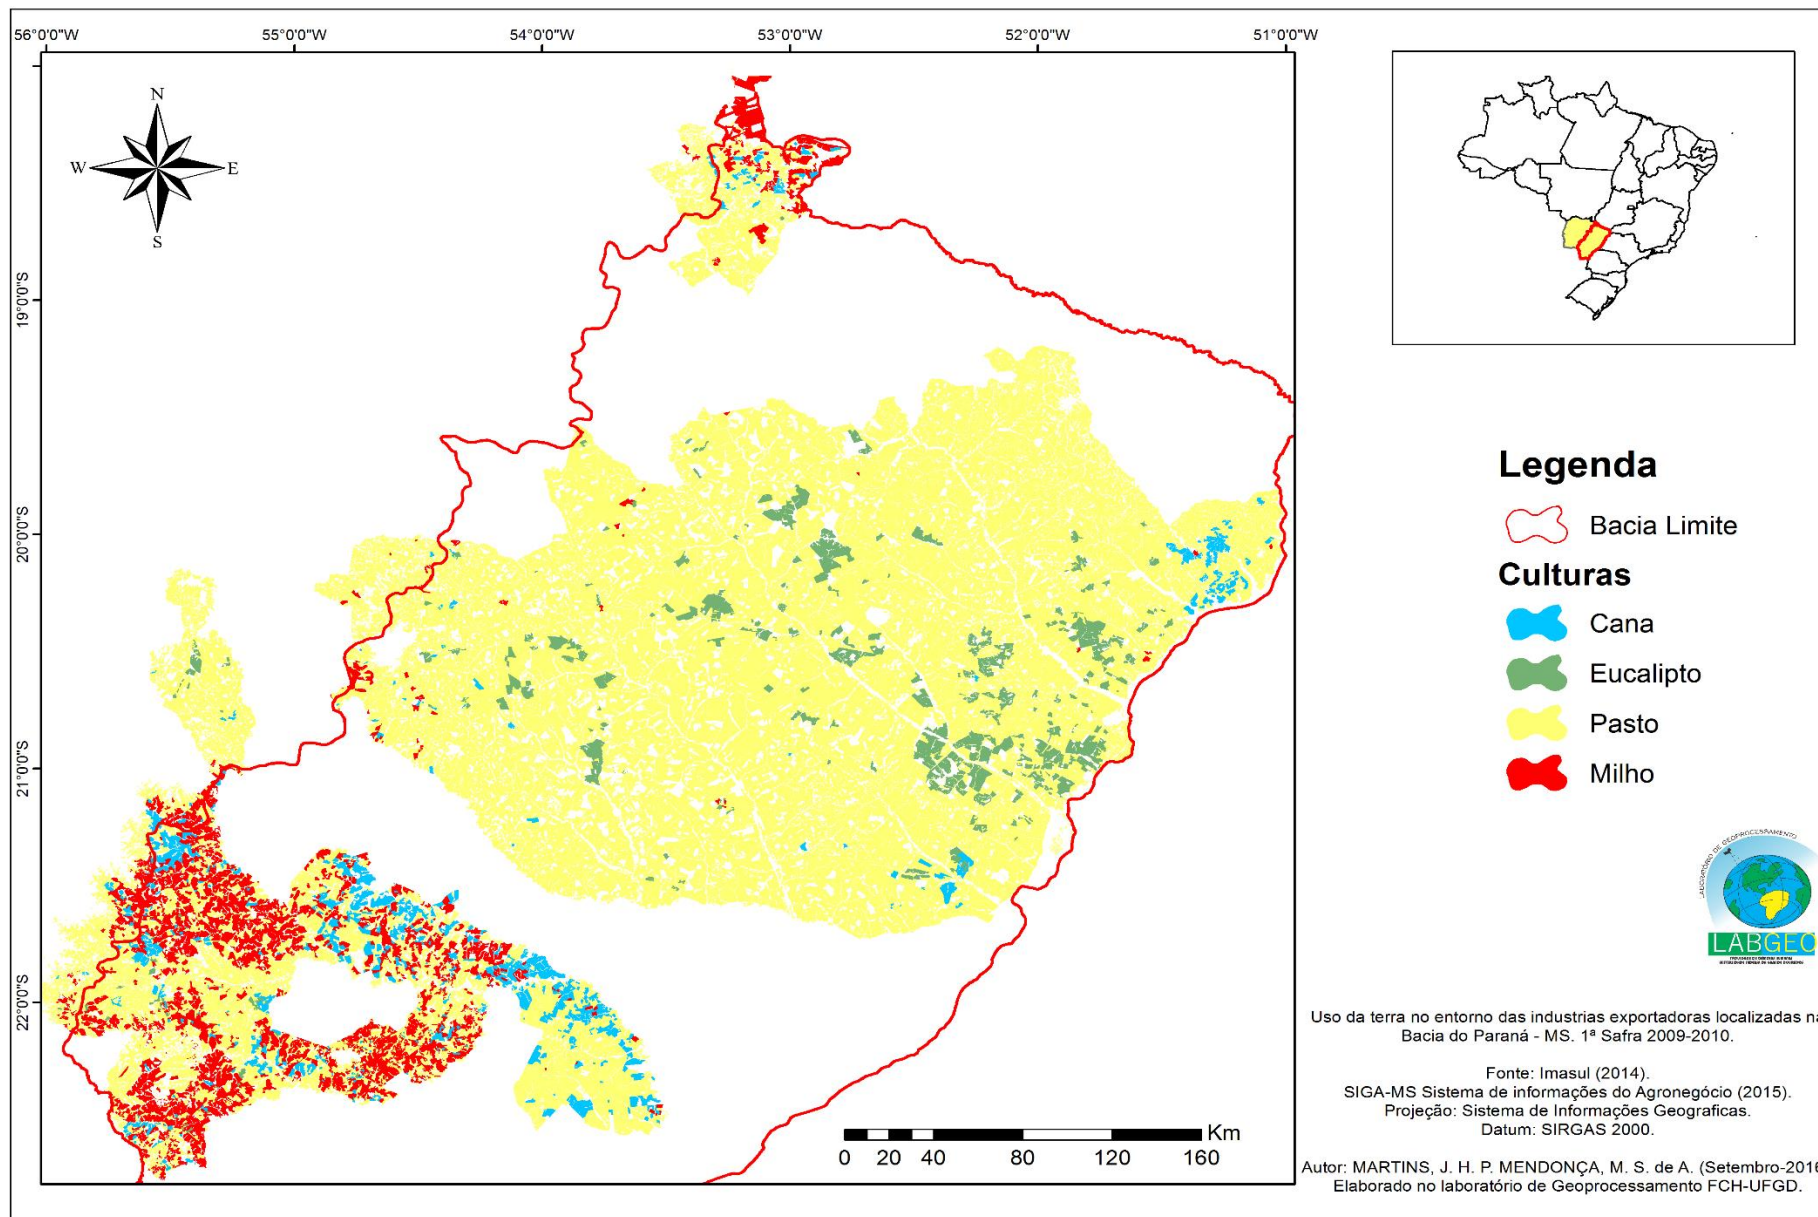 56°0'0"W 55°0'0"W 54°0'0"W 53°0'0"W 52°0'0"W 51°0'0"W
N
W E
S
19°0'0"S
20°0'0"S
21°0'0"S
22°0'0"S
Legenda
Bacia Limite
Culturas
Cana
Eucalipto
Pasto
Milho
LABORATÓRIO DE GEOPROCESSAMENTO
LABGEO
Uso da terra no entorno das industrias exportadoras localizadas na
Bacia do Paraná - MS. 1ª Safra 2009-2010.
Fonte: Imasul (2014).
SIGA-MS Sistema de informações do Agronegócio (2015).
Projeção: Sistema de Informações Geograficas.
Datum: SIRGAS 2000.
Autor: MARTINS, J. H. P. MENDONÇA, M. S. de A. (Setembro-2016
Elaborado no laboratório de Geoprocessamento FCH-UFGD.
Km
0 20 40 80 120 160